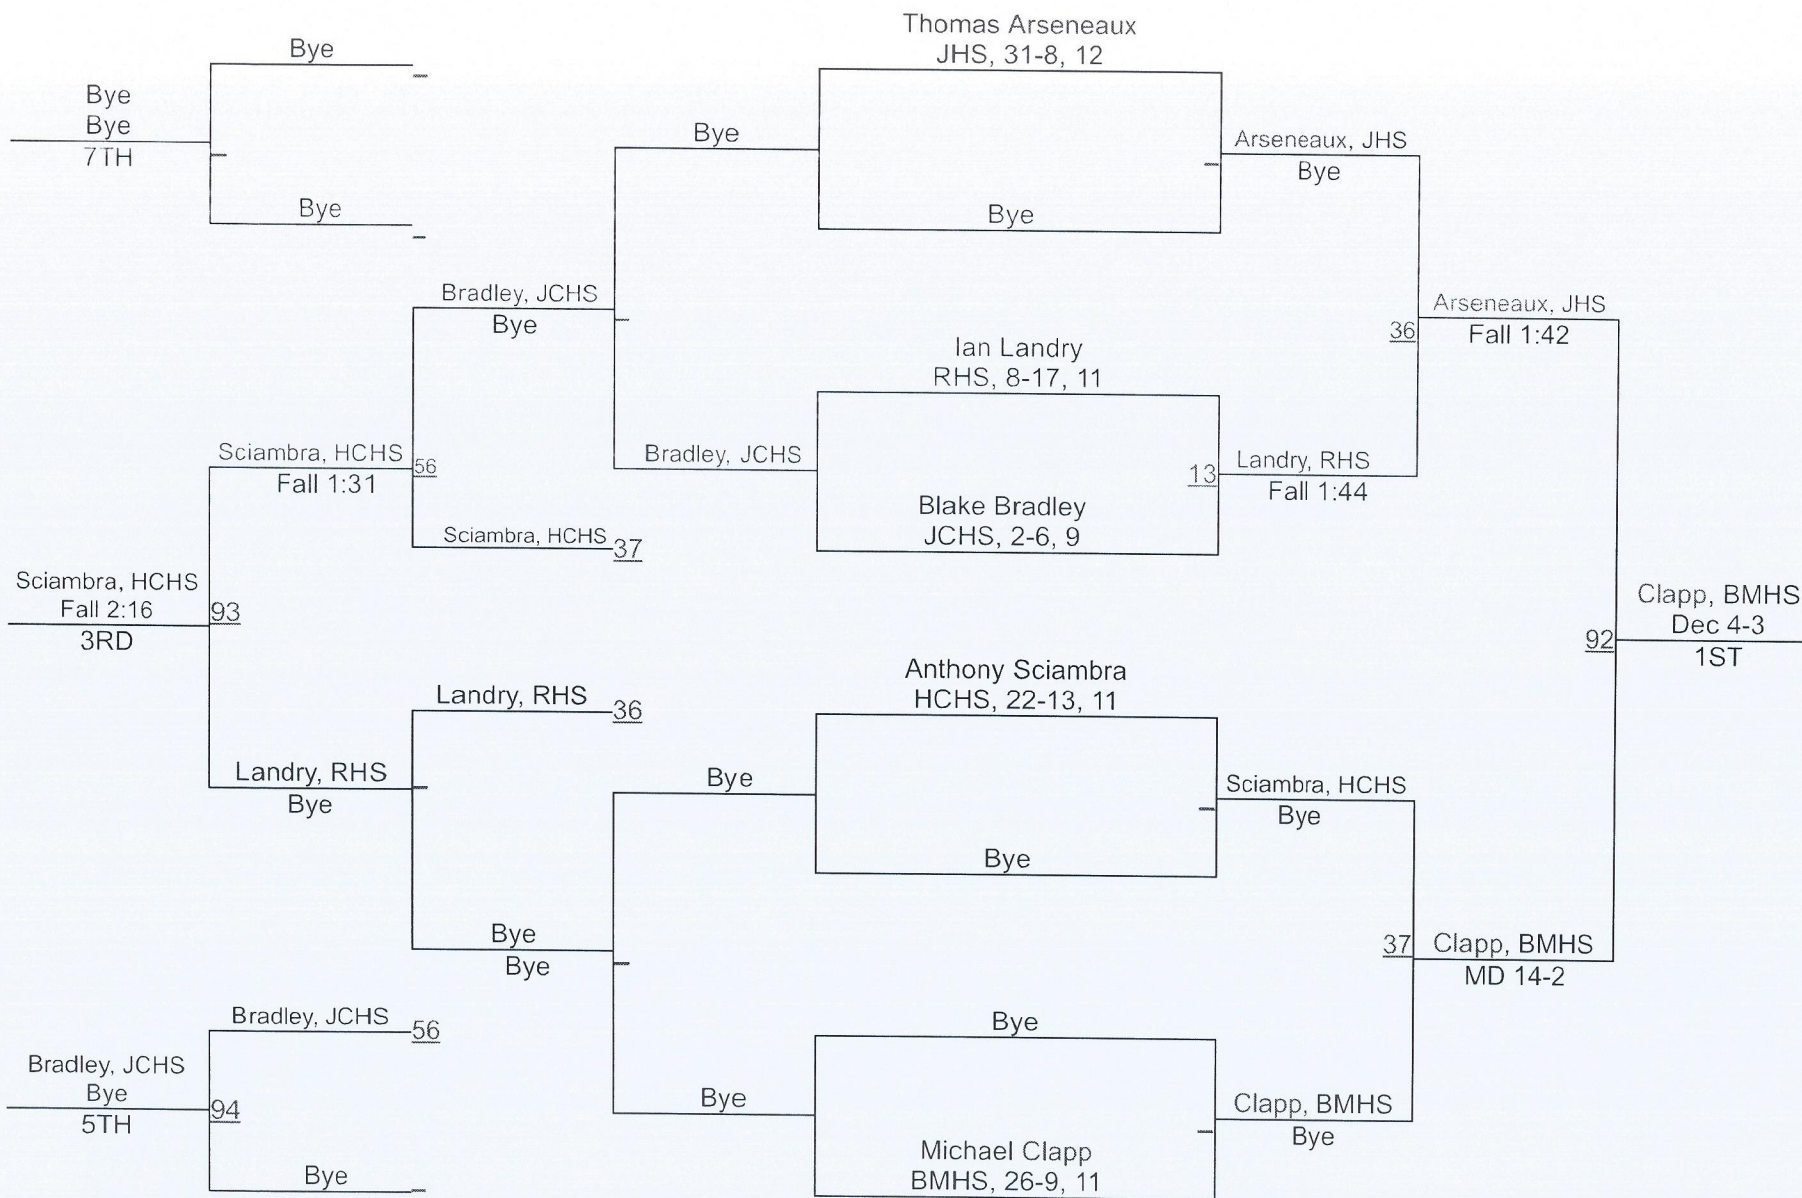 Thomas Arseneaux
JHS, 31-8, 12
Bye
Bye
Bye
7TH
Bye
Bye
Arseneaux, JHS
Bye
Bye
Bradley, JCHS
Bye
Arseneaux, JHS
36
Fall 1:42
Ian Landry
RHS, 8-17, 11
Sciambra, HCHS
56
Fall 1:31
Bradley, JCHS
13
Landry, RHS
Fall 1:44
Blake Bradley
JCHS, 2-6, 9
Sciambra, HCHS
37
Sciambra, HCHS
Fall 2:16
93
3RD
Clapp, BMHS
Dec 4-3
92
1ST
Anthony Sciambra
HCHS, 22-13, 11
Landry, RHS
36
Landry, RHS
Bye
Bye
Sciambra, HCHS
Bye
Bye
Bye
Bye
37
Clapp, BMHS
MD 14-2
Bradley, JCHS
56
Bye
Bradley, JCHS
Bye
94
5TH
Bye
Clapp, BMHS
Bye
Michael Clapp
BMHS, 26-9, 11
Bye